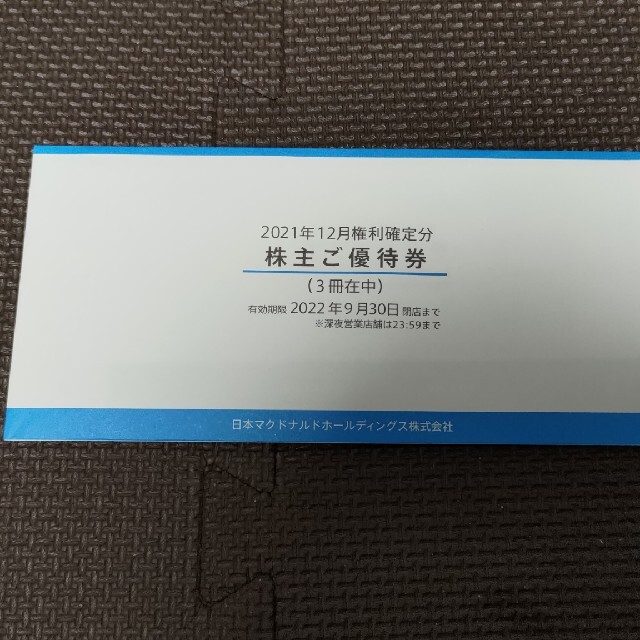 2021年12月権利確定分
株主ご優待券
(3冊在中)
有効期限 2022年9月30日 閉店まで
※深夜営業店舗は23:59まで
日本マクドナルドホールディングス株式会社